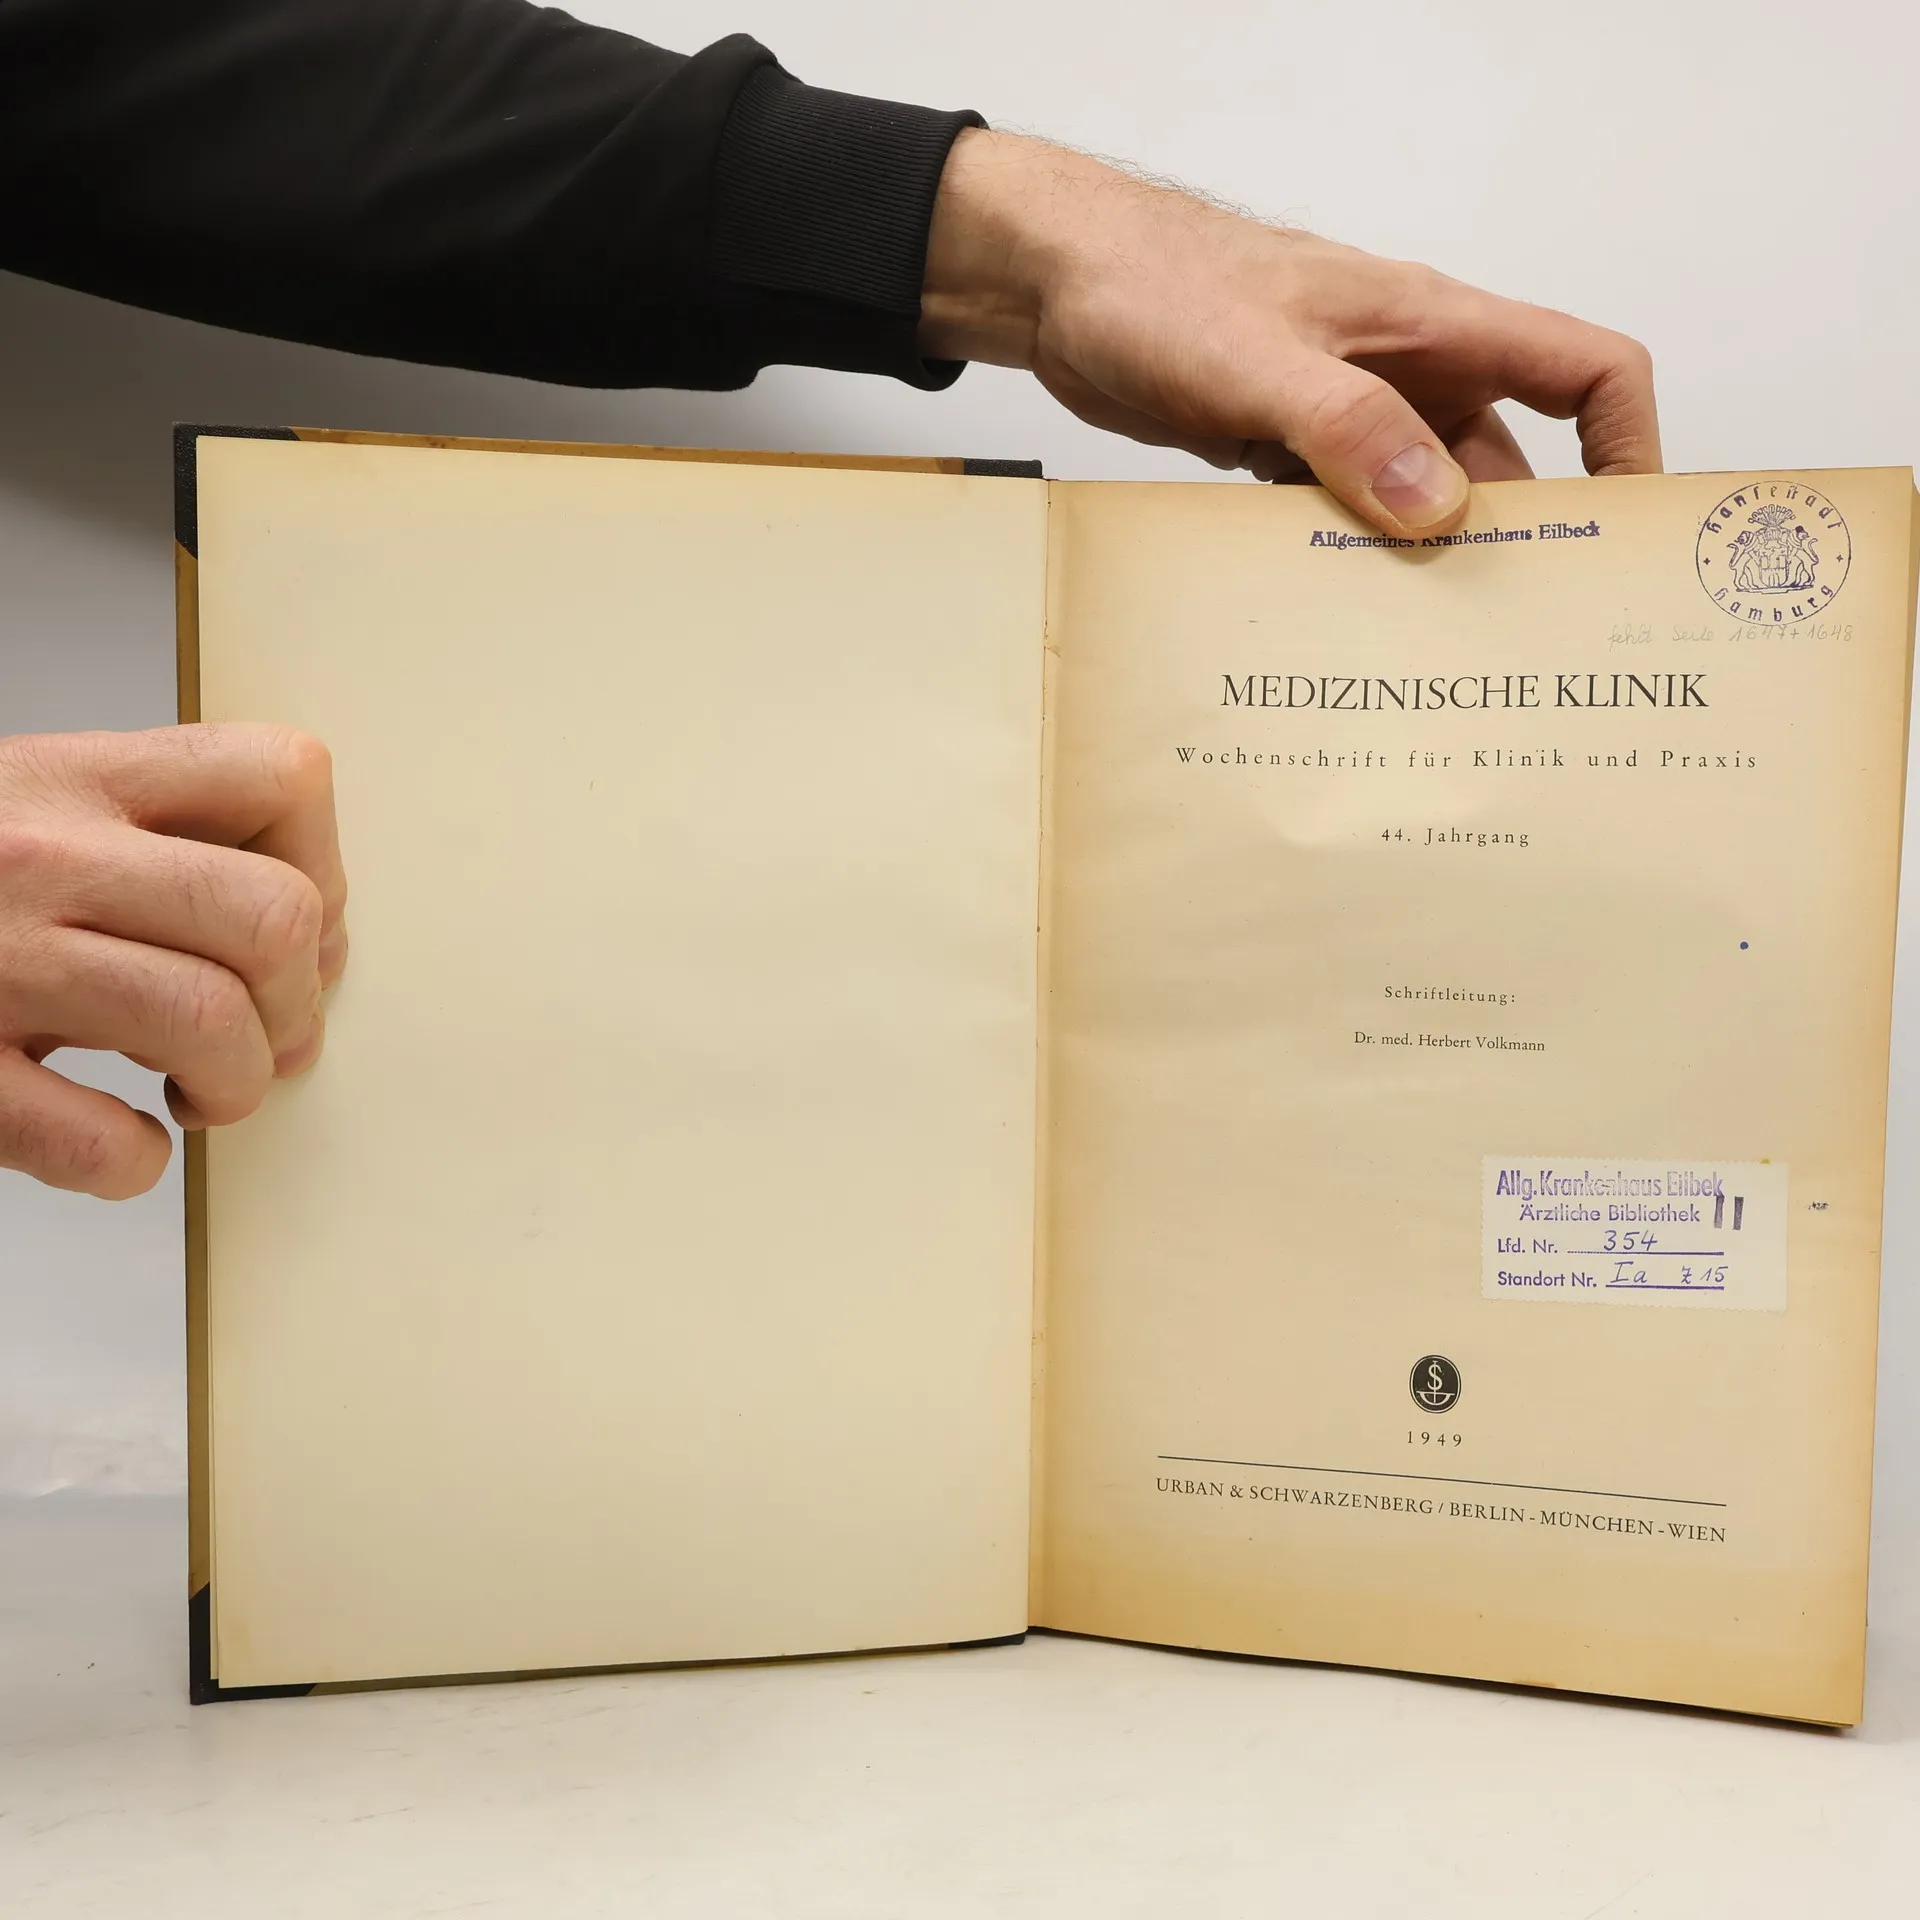 Allgemeines Krankenhaus Eilbeck
Hansestadt
Hamburg
fehlt Seite 1647+1648
MEDIZINISCHE KLINIK
Wochenschrift für Klinik und Praxis
44. Jahrgang
Schriftleitung:
Dr. med. Herbert Volkmann
Allg. Krankenhaus Eilbek
Ärztliche Bibliothek II
Lfd. Nr. 354
Standort Nr. Ia Z 15
1949
URBAN & SCHWARZENBERG / BERLIN - MÜNCHEN - WIEN